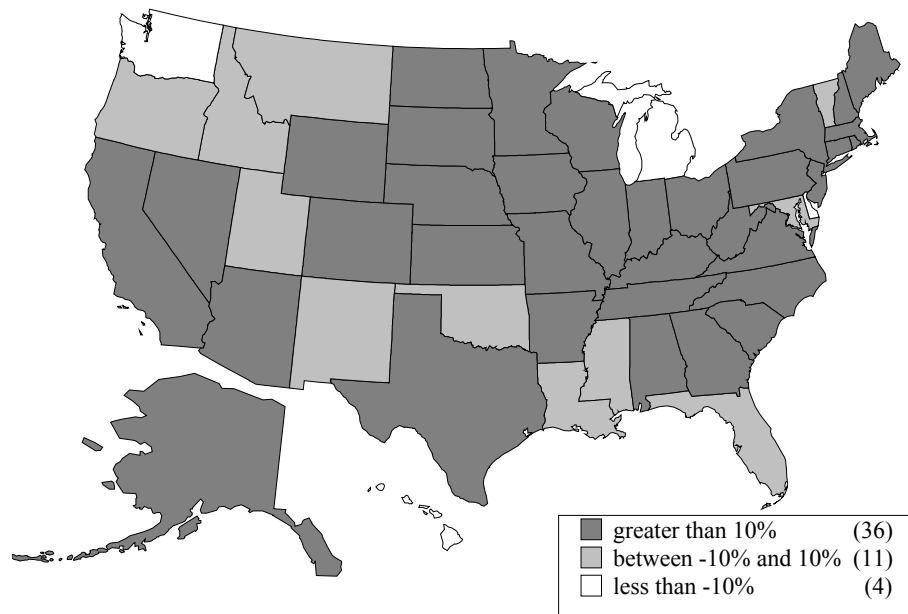 greater than 10% (36)
between -10% and 10% (11)
less than -10% (4)